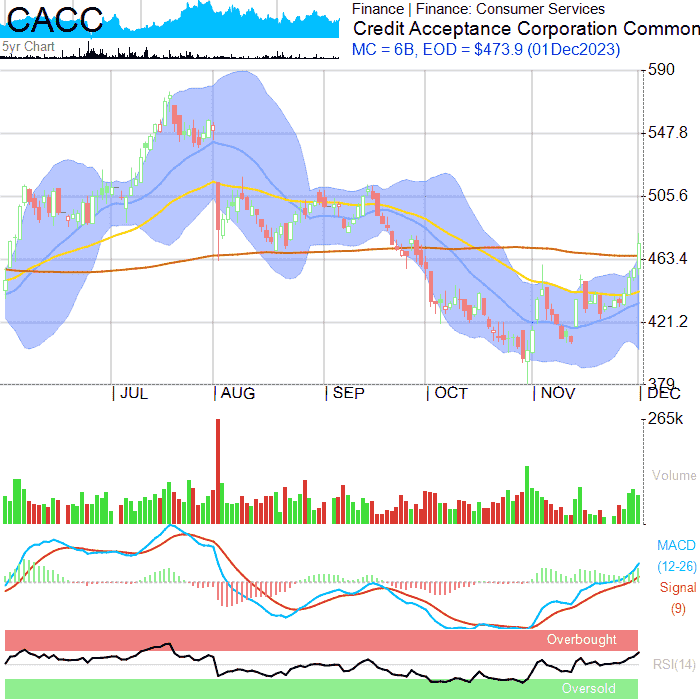 CACC
5yr Chart
Finance | Finance: Consumer Services
Credit Acceptance Corporation Common
MC = 6B, EOD = $473.9 (01Dec2023)
590
547.8
505.6
463.4
421.2
379
JUL AUG SEP OCT NOV DEC
265k
Volume
MACD
(12-26)
Signal
(9)
Overbought
RSI(14)
Oversold